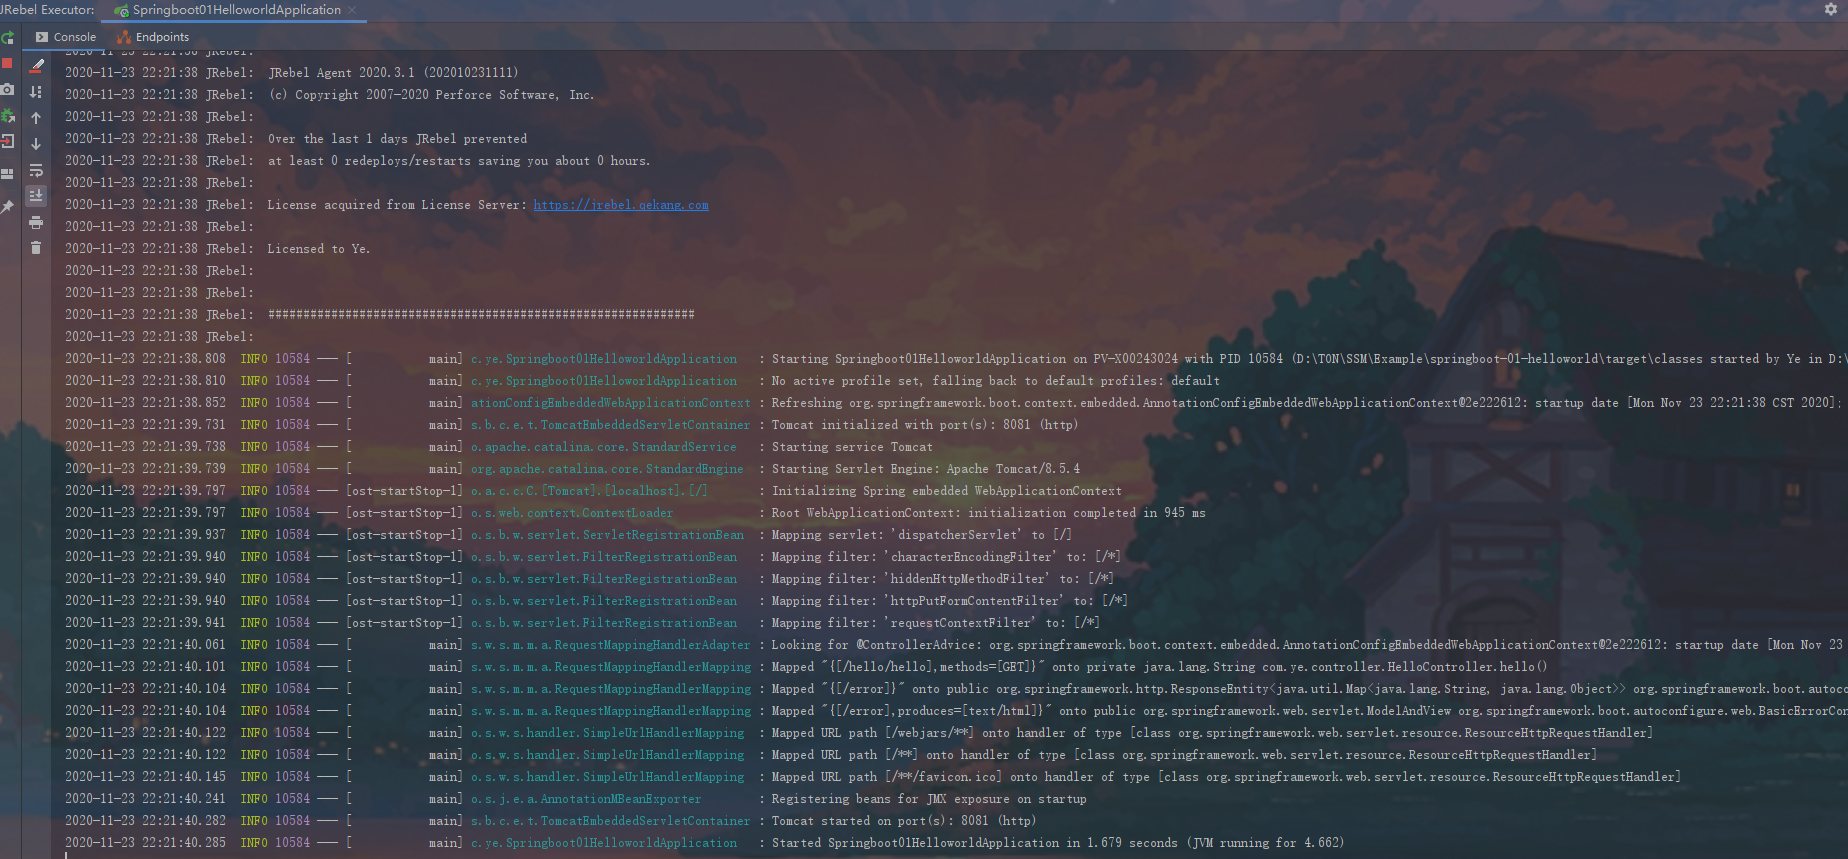 JRebel Executor: Springboot01HelloworldApplication
Console Endpoints
2020-11-23 22:21:38 JRebel:
2020-11-23 22:21:38 JRebel: JRebel Agent 2020.3.1 (202010231111)
2020-11-23 22:21:38 JRebel: (c) Copyright 2007-2020 Perforce Software, Inc.
2020-11-23 22:21:38 JRebel:
2020-11-23 22:21:38 JRebel: Over the last 1 days JRebel prevented
2020-11-23 22:21:38 JRebel: at least 0 redeploys/restarts saving you about 0 hours.
2020-11-23 22:21:38 JRebel:
2020-11-23 22:21:38 JRebel: License acquired from License Server: https://jrebel.qekang.com
2020-11-23 22:21:38 JRebel:
2020-11-23 22:21:38 JRebel: Licensed to Ye.
2020-11-23 22:21:38 JRebel:
2020-11-23 22:21:38 JRebel:
2020-11-23 22:21:38 JRebel: #############################################################
2020-11-23 22:21:38 JRebel:
2020-11-23 22:21:38.808 INFO 10584 --- [ main] c.ye.Springboot01HelloworldApplication : Starting Springboot01HelloworldApplication on PV-X00243024 with PID 10584 (D:\TON\SSM\Example\springboot-01-helloworld\target\classes started by Ye in D:\
2020-11-23 22:21:38.810 INFO 10584 --- [ main] c.ye.Springboot01HelloworldApplication : No active profile set, falling back to default profiles: default
2020-11-23 22:21:38.852 INFO 10584 --- [ main] ationConfigEmbeddedWebApplicationContext : Refreshing org.springframework.boot.context.embedded.AnnotationConfigEmbeddedWebApplicationContext@2e222612: startup date [Mon Nov 23 22:21:38 CST 2020];
2020-11-23 22:21:39.731 INFO 10584 --- [ main] s.b.c.e.t.TomcatEmbeddedServletContainer : Tomcat initialized with port(s): 8081 (http)
2020-11-23 22:21:39.738 INFO 10584 --- [ main] o.apache.catalina.core.StandardService : Starting service Tomcat
2020-11-23 22:21:39.739 INFO 10584 --- [ main] org.apache.catalina.core.StandardEngine : Starting Servlet Engine: Apache Tomcat/8.5.4
2020-11-23 22:21:39.797 INFO 10584 --- [ost-startStop-1] o.a.c.c.C.[Tomcat].[localhost].[/] : Initializing Spring embedded WebApplicationContext
2020-11-23 22:21:39.797 INFO 10584 --- [ost-startStop-1] o.s.web.context.ContextLoader : Root WebApplicationContext: initialization completed in 945 ms
2020-11-23 22:21:39.937 INFO 10584 --- [ost-startStop-1] o.s.b.w.servlet.ServletRegistrationBean : Mapping servlet: 'dispatcherServlet' to [/]
2020-11-23 22:21:39.940 INFO 10584 --- [ost-startStop-1] o.s.b.w.servlet.FilterRegistrationBean : Mapping filter: 'characterEncodingFilter' to: [/*]
2020-11-23 22:21:39.940 INFO 10584 --- [ost-startStop-1] o.s.b.w.servlet.FilterRegistrationBean : Mapping filter: 'hiddenHttpMethodFilter' to: [/*]
2020-11-23 22:21:39.940 INFO 10584 --- [ost-startStop-1] o.s.b.w.servlet.FilterRegistrationBean : Mapping filter: 'httpPutFormContentFilter' to: [/*]
2020-11-23 22:21:39.941 INFO 10584 --- [ost-startStop-1] o.s.b.w.servlet.FilterRegistrationBean : Mapping filter: 'requestContextFilter' to: [/*]
2020-11-23 22:21:40.061 INFO 10584 --- [ main] s.w.s.m.m.a.RequestMappingHandlerAdapter : Looking for @ControllerAdvice: org.springframework.boot.context.embedded.AnnotationConfigEmbeddedWebApplicationContext@2e222612: startup date [Mon Nov 23
2020-11-23 22:21:40.101 INFO 10584 --- [ main] s.w.s.m.m.a.RequestMappingHandlerMapping : Mapped "{[/hello/hello],methods=[GET]}" onto private java.lang.String com.ye.controller.HelloController.hello()
2020-11-23 22:21:40.104 INFO 10584 --- [ main] s.w.s.m.m.a.RequestMappingHandlerMapping : Mapped "{[/error]}" onto public org.springframework.http.ResponseEntity<java.util.Map<java.lang.String, java.lang.Object>> org.springframework.boot.autoco
2020-11-23 22:21:40.104 INFO 10584 --- [ main] s.w.s.m.m.a.RequestMappingHandlerMapping : Mapped "{[/error],produces=[text/html]}" onto public org.springframework.web.servlet.ModelAndView org.springframework.boot.autoconfigure.web.BasicErrorCon
2020-11-23 22:21:40.122 INFO 10584 --- [ main] o.s.w.s.handler.SimpleUrlHandlerMapping : Mapped URL path [/webjars/**] onto handler of type [class org.springframework.web.servlet.resource.ResourceHttpRequestHandler]
2020-11-23 22:21:40.122 INFO 10584 --- [ main] o.s.w.s.handler.SimpleUrlHandlerMapping : Mapped URL path [/**] onto handler of type [class org.springframework.web.servlet.resource.ResourceHttpRequestHandler]
2020-11-23 22:21:40.145 INFO 10584 --- [ main] o.s.w.s.handler.SimpleUrlHandlerMapping : Mapped URL path [/**/favicon.ico] onto handler of type [class org.springframework.web.servlet.resource.ResourceHttpRequestHandler]
2020-11-23 22:21:40.241 INFO 10584 --- [ main] o.s.j.e.a.AnnotationMBeanExporter : Registering beans for JMX exposure on startup
2020-11-23 22:21:40.282 INFO 10584 --- [ main] s.b.c.e.t.TomcatEmbeddedServletContainer : Tomcat started on port(s): 8081 (http)
2020-11-23 22:21:40.285 INFO 10584 --- [ main] c.ye.Springboot01HelloworldApplication : Started Springboot01HelloworldApplication in 1.679 seconds (JVM running for 4.662)